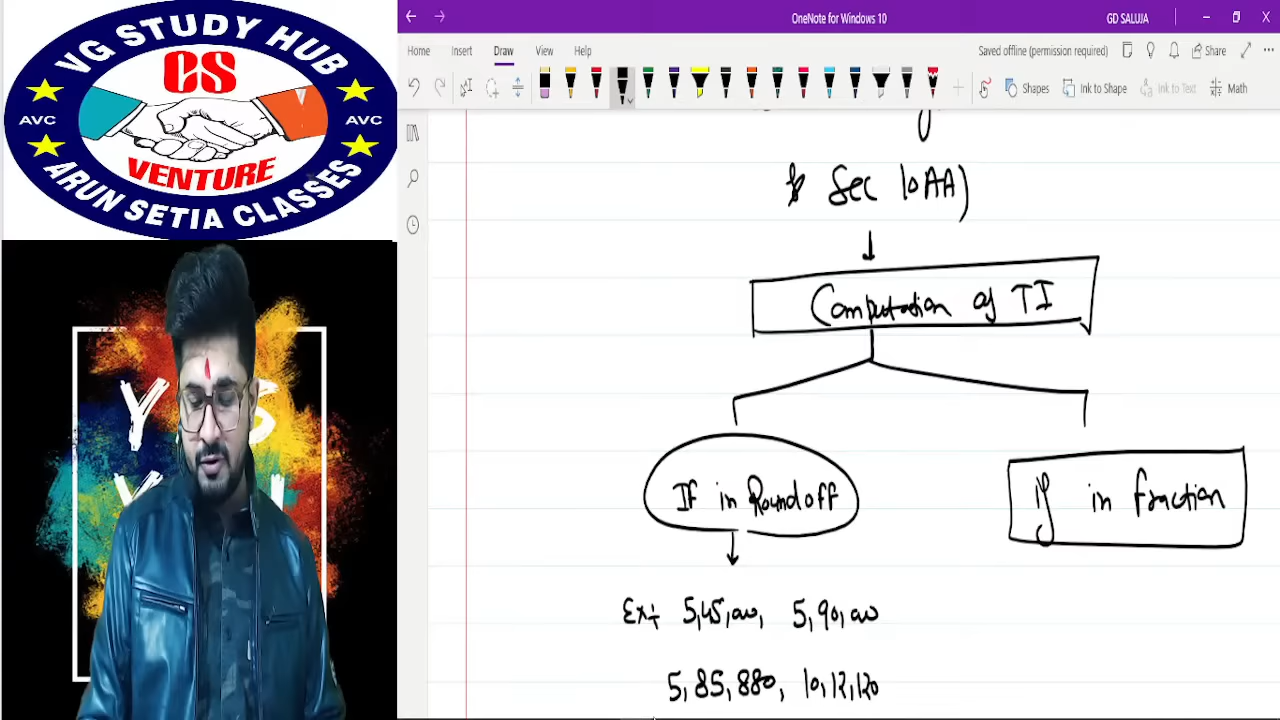 VG STUDY HUB
CS
AVC
AVC
VENTURE
ARUN SETIA CLASSES
OneNote for Windows 10
GD SALUJA
Home Insert Draw View Help
Saved offline (permission required)
Share
Shapes
Ink to Shape
Ink to Text
Math
& Sec 10AA)
Computation of TI
If in Round off
if in fraction
Ex:- 5,45,000, 5,90,000
5,85,880, 10,12,120
Y S
Y